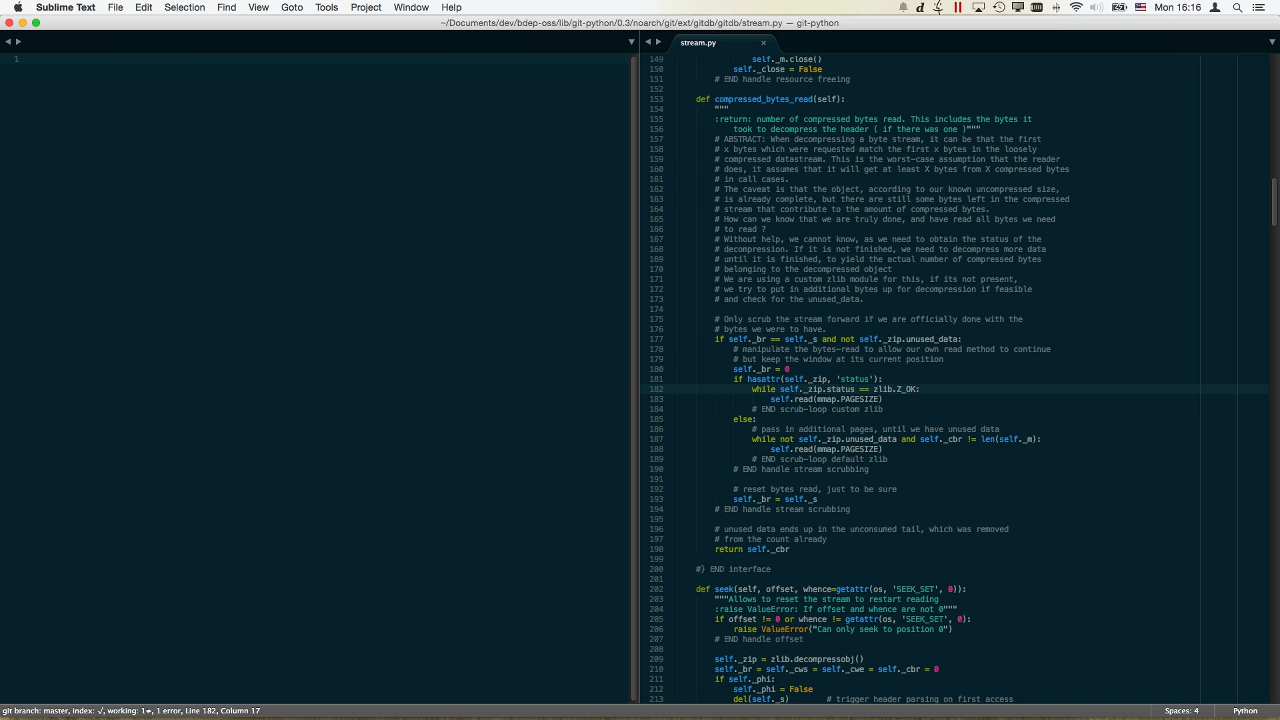 Sublime Text File Edit Selection Find View Goto Tools Project Window Help Mon 16:16
~/Documents/dev/bdep-oss/lib/git-python/0.3/noarch/git/ext/gitdb/gitdb/stream.py — git-python
stream.py
1
149 self._m.close()
150 self._close = False
151 # END handle resource freeing
152
153 def compressed_bytes_read(self):
154 """
155 :return: number of compressed bytes read. This includes the bytes it
156 took to decompress the header ( if there was one )"""
157 # ABSTRACT: When decompressing a byte stream, it can be that the first
158 # x bytes which were requested match the first x bytes in the loosely
159 # compressed datastream. This is the worst-case assumption that the reader
160 # does, it assumes that it will get at least X bytes from X compressed bytes
161 # in call cases.
162 # The caveat is that the object, according to our known uncompressed size,
163 # is already complete, but there are still some bytes left in the compressed
164 # stream that contribute to the amount of compressed bytes.
165 # How can we know that we are truly done, and have read all bytes we need
166 # to read ?
167 # Without help, we cannot know, as we need to obtain the status of the
168 # decompression. If it is not finished, we need to decompress more data
169 # until it is finished, to yield the actual number of compressed bytes
170 # belonging to the decompressed object
171 # We are using a custom zlib module for this, if its not present,
172 # we try to put in additional bytes up for decompression if feasible
173 # and check for the unused_data.
174
175 # Only scrub the stream forward if we are officially done with the
176 # bytes we were to have.
177 if self._br == self._s and not self._zip.unused_data:
178 # manipulate the bytes-read to allow our own read method to continue
179 # but keep the window at its current position
180 self._br = 0
181 if hasattr(self._zip, 'status'):
182 while self._zip.status == zlib.Z_OK:
183 self.read(mmap.PAGESIZE)
184 # END scrub-loop custom zlib
185 else:
186 # pass in additional pages, until we have unused data
187 while not self._zip.unused_data and self._cbr != len(self._m):
188 self.read(mmap.PAGESIZE)
189 # END scrub-loop default zlib
190 # END handle stream scrubbing
191
192 # reset bytes read, just to be sure
193 self._br = self._s
194 # END handle stream scrubbing
195
196 # unused data ends up in the unconsumed tail, which was removed
197 # from the count already
198 return self._cbr
199
200 #} END interface
201
202 def seek(self, offset, whence=getattr(os, 'SEEK_SET', 0)):
203 """Allows to reset the stream to restart reading
204 :raise ValueError: If offset and whence are not 0"""
205 if offset != 0 or whence != getattr(os, 'SEEK_SET', 0):
206 raise ValueError("Can only seek to position 0")
207 # END handle offset
208
209 self._zip = zlib.decompressobj()
210 self._br = self._cws = self._cwe = self._cbr = 0
211 if self._phi:
212 self._phi = False
213 del(self._s) # trigger header parsing on first access
git branch: master, index: √, working: 1≠, 1 error, Line 182, Column 17 Spaces: 4 Python